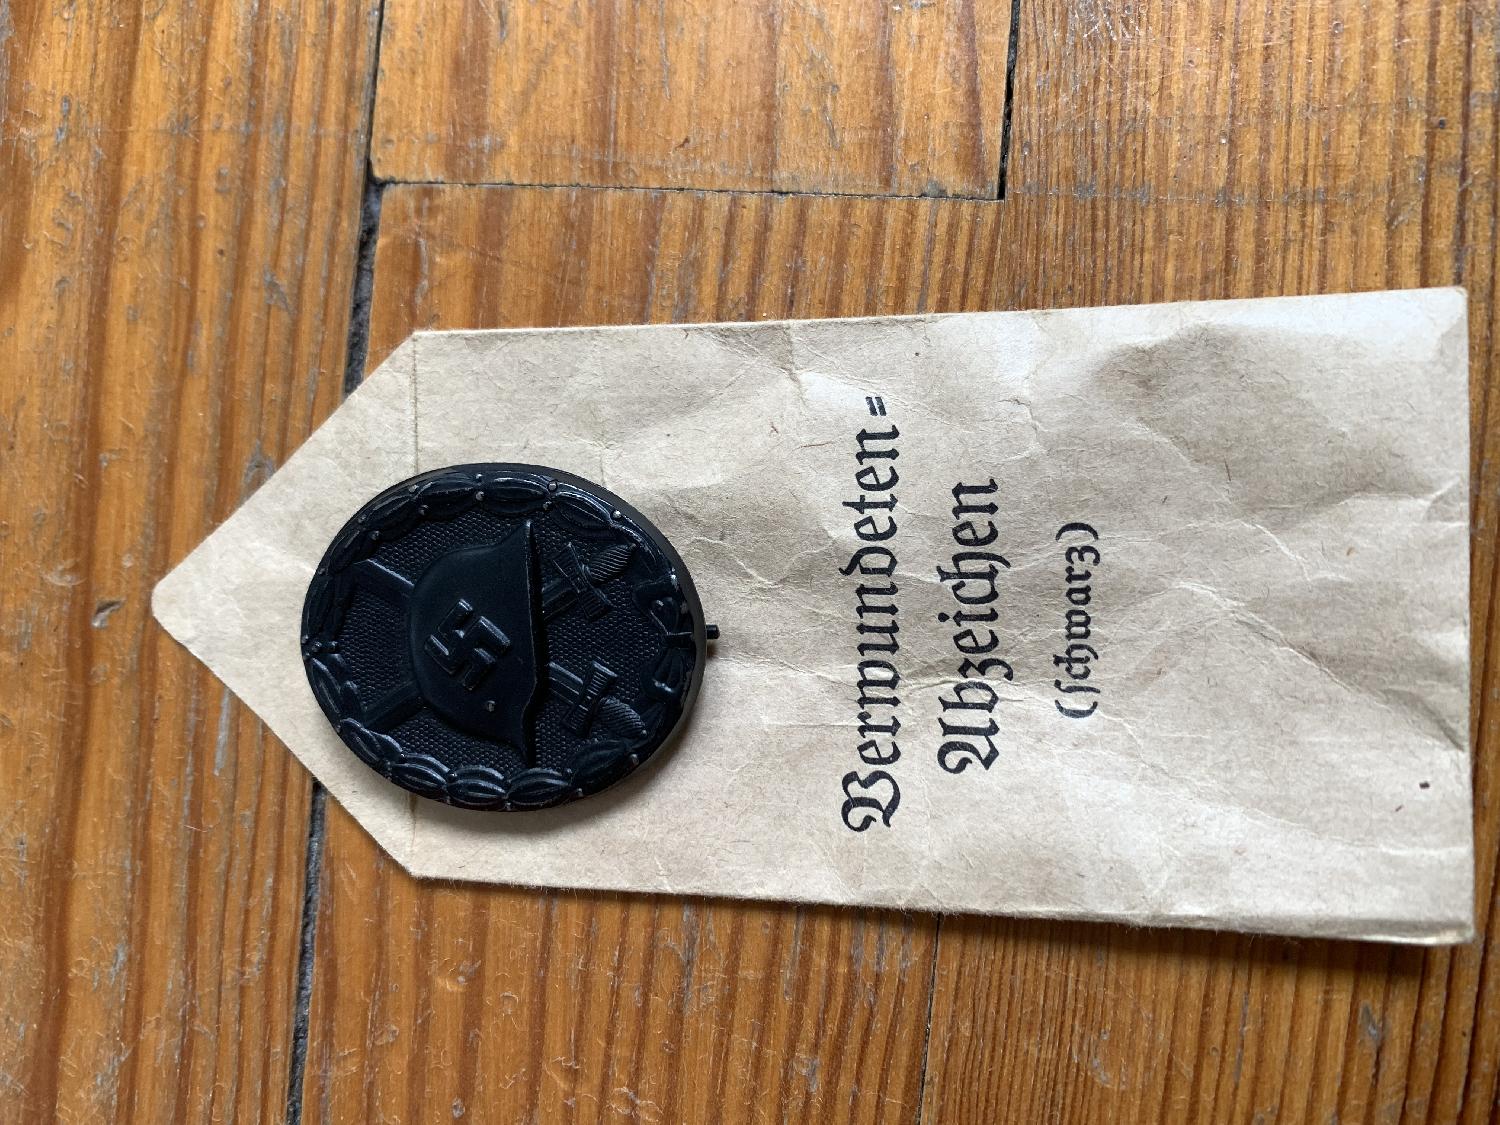 Verwundeten=
Abzeichen
(ſchwarz)